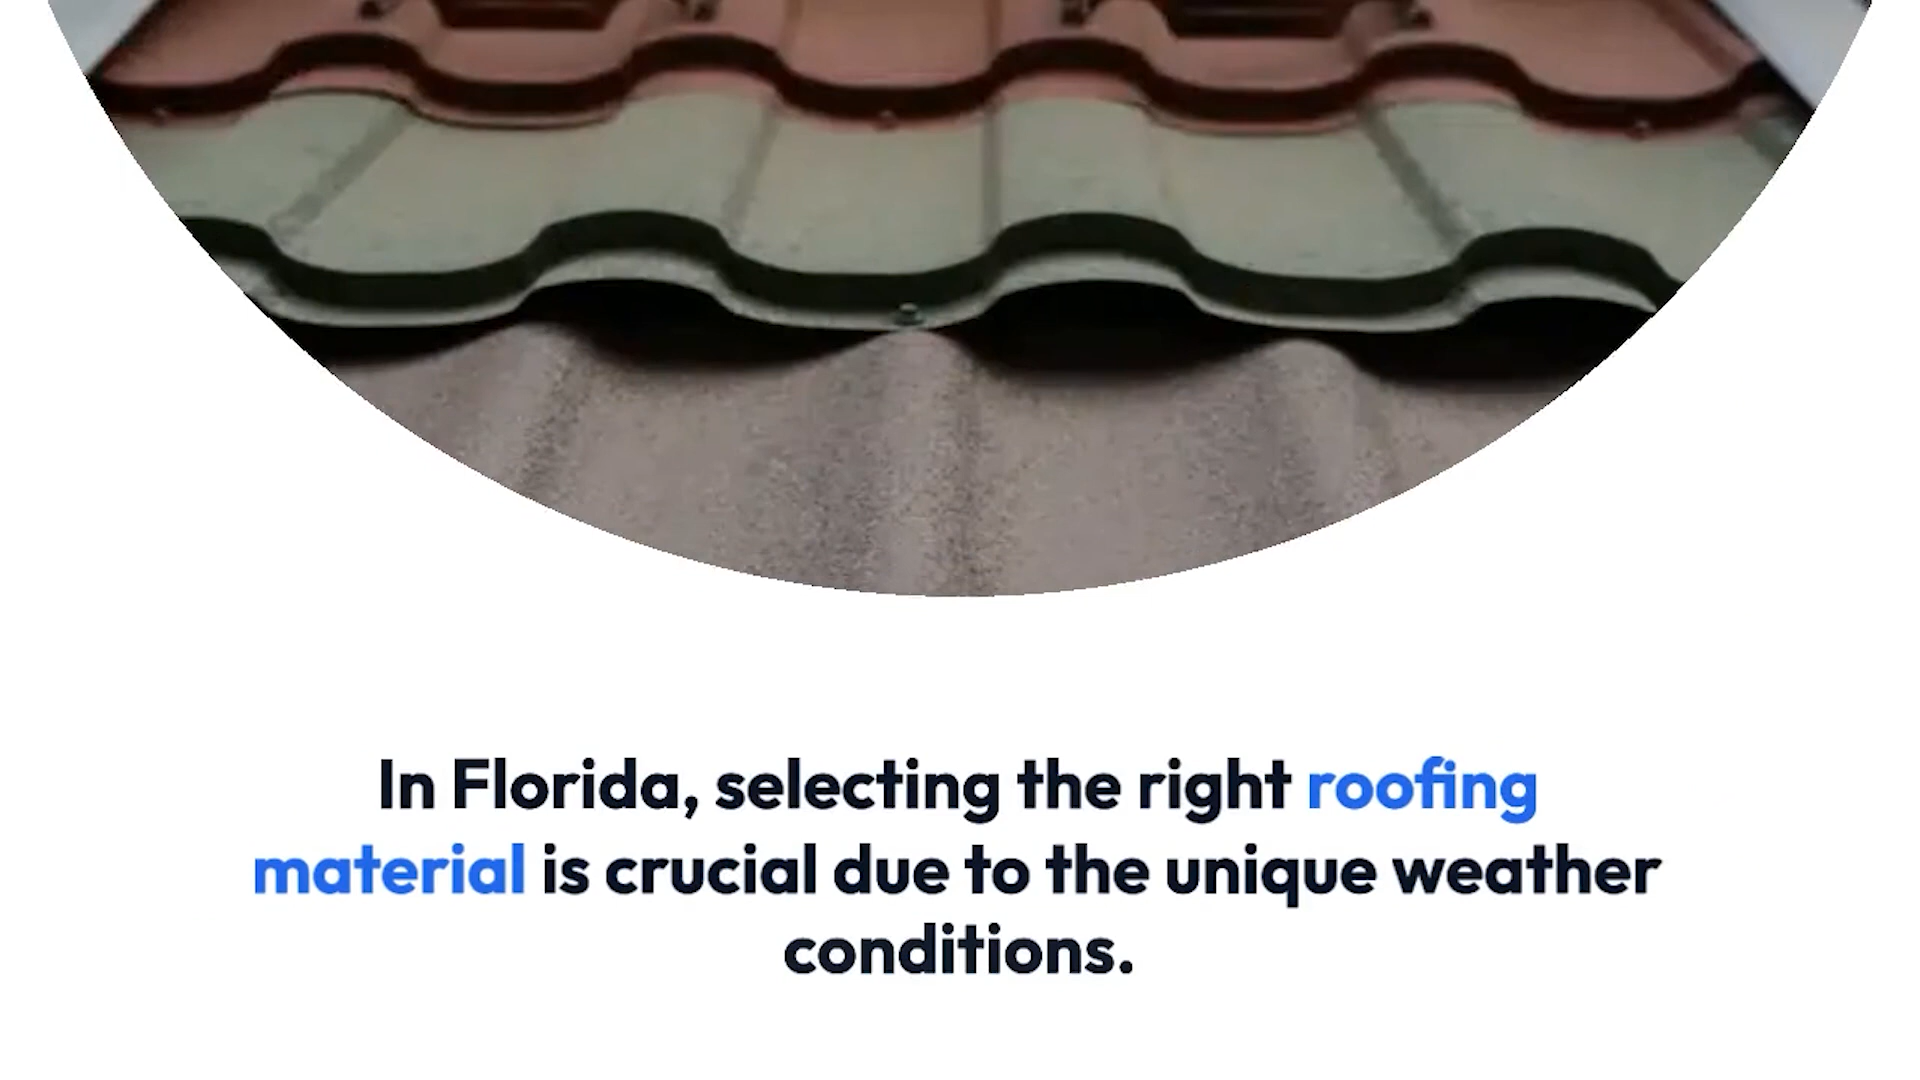 In Florida, selecting the right roofing
material is crucial due to the unique weather
conditions.